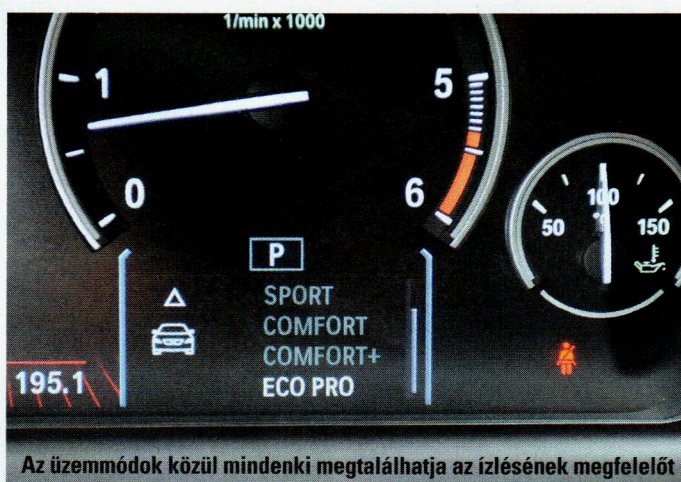 1/min x 1000
1
5
0
6
50
100
150
P
SPORT
COMFORT
COMFORT+
ECO PRO
195.1
Az üzemmódok közül mindenki megtalálhatja az ízlésének megfelelőt